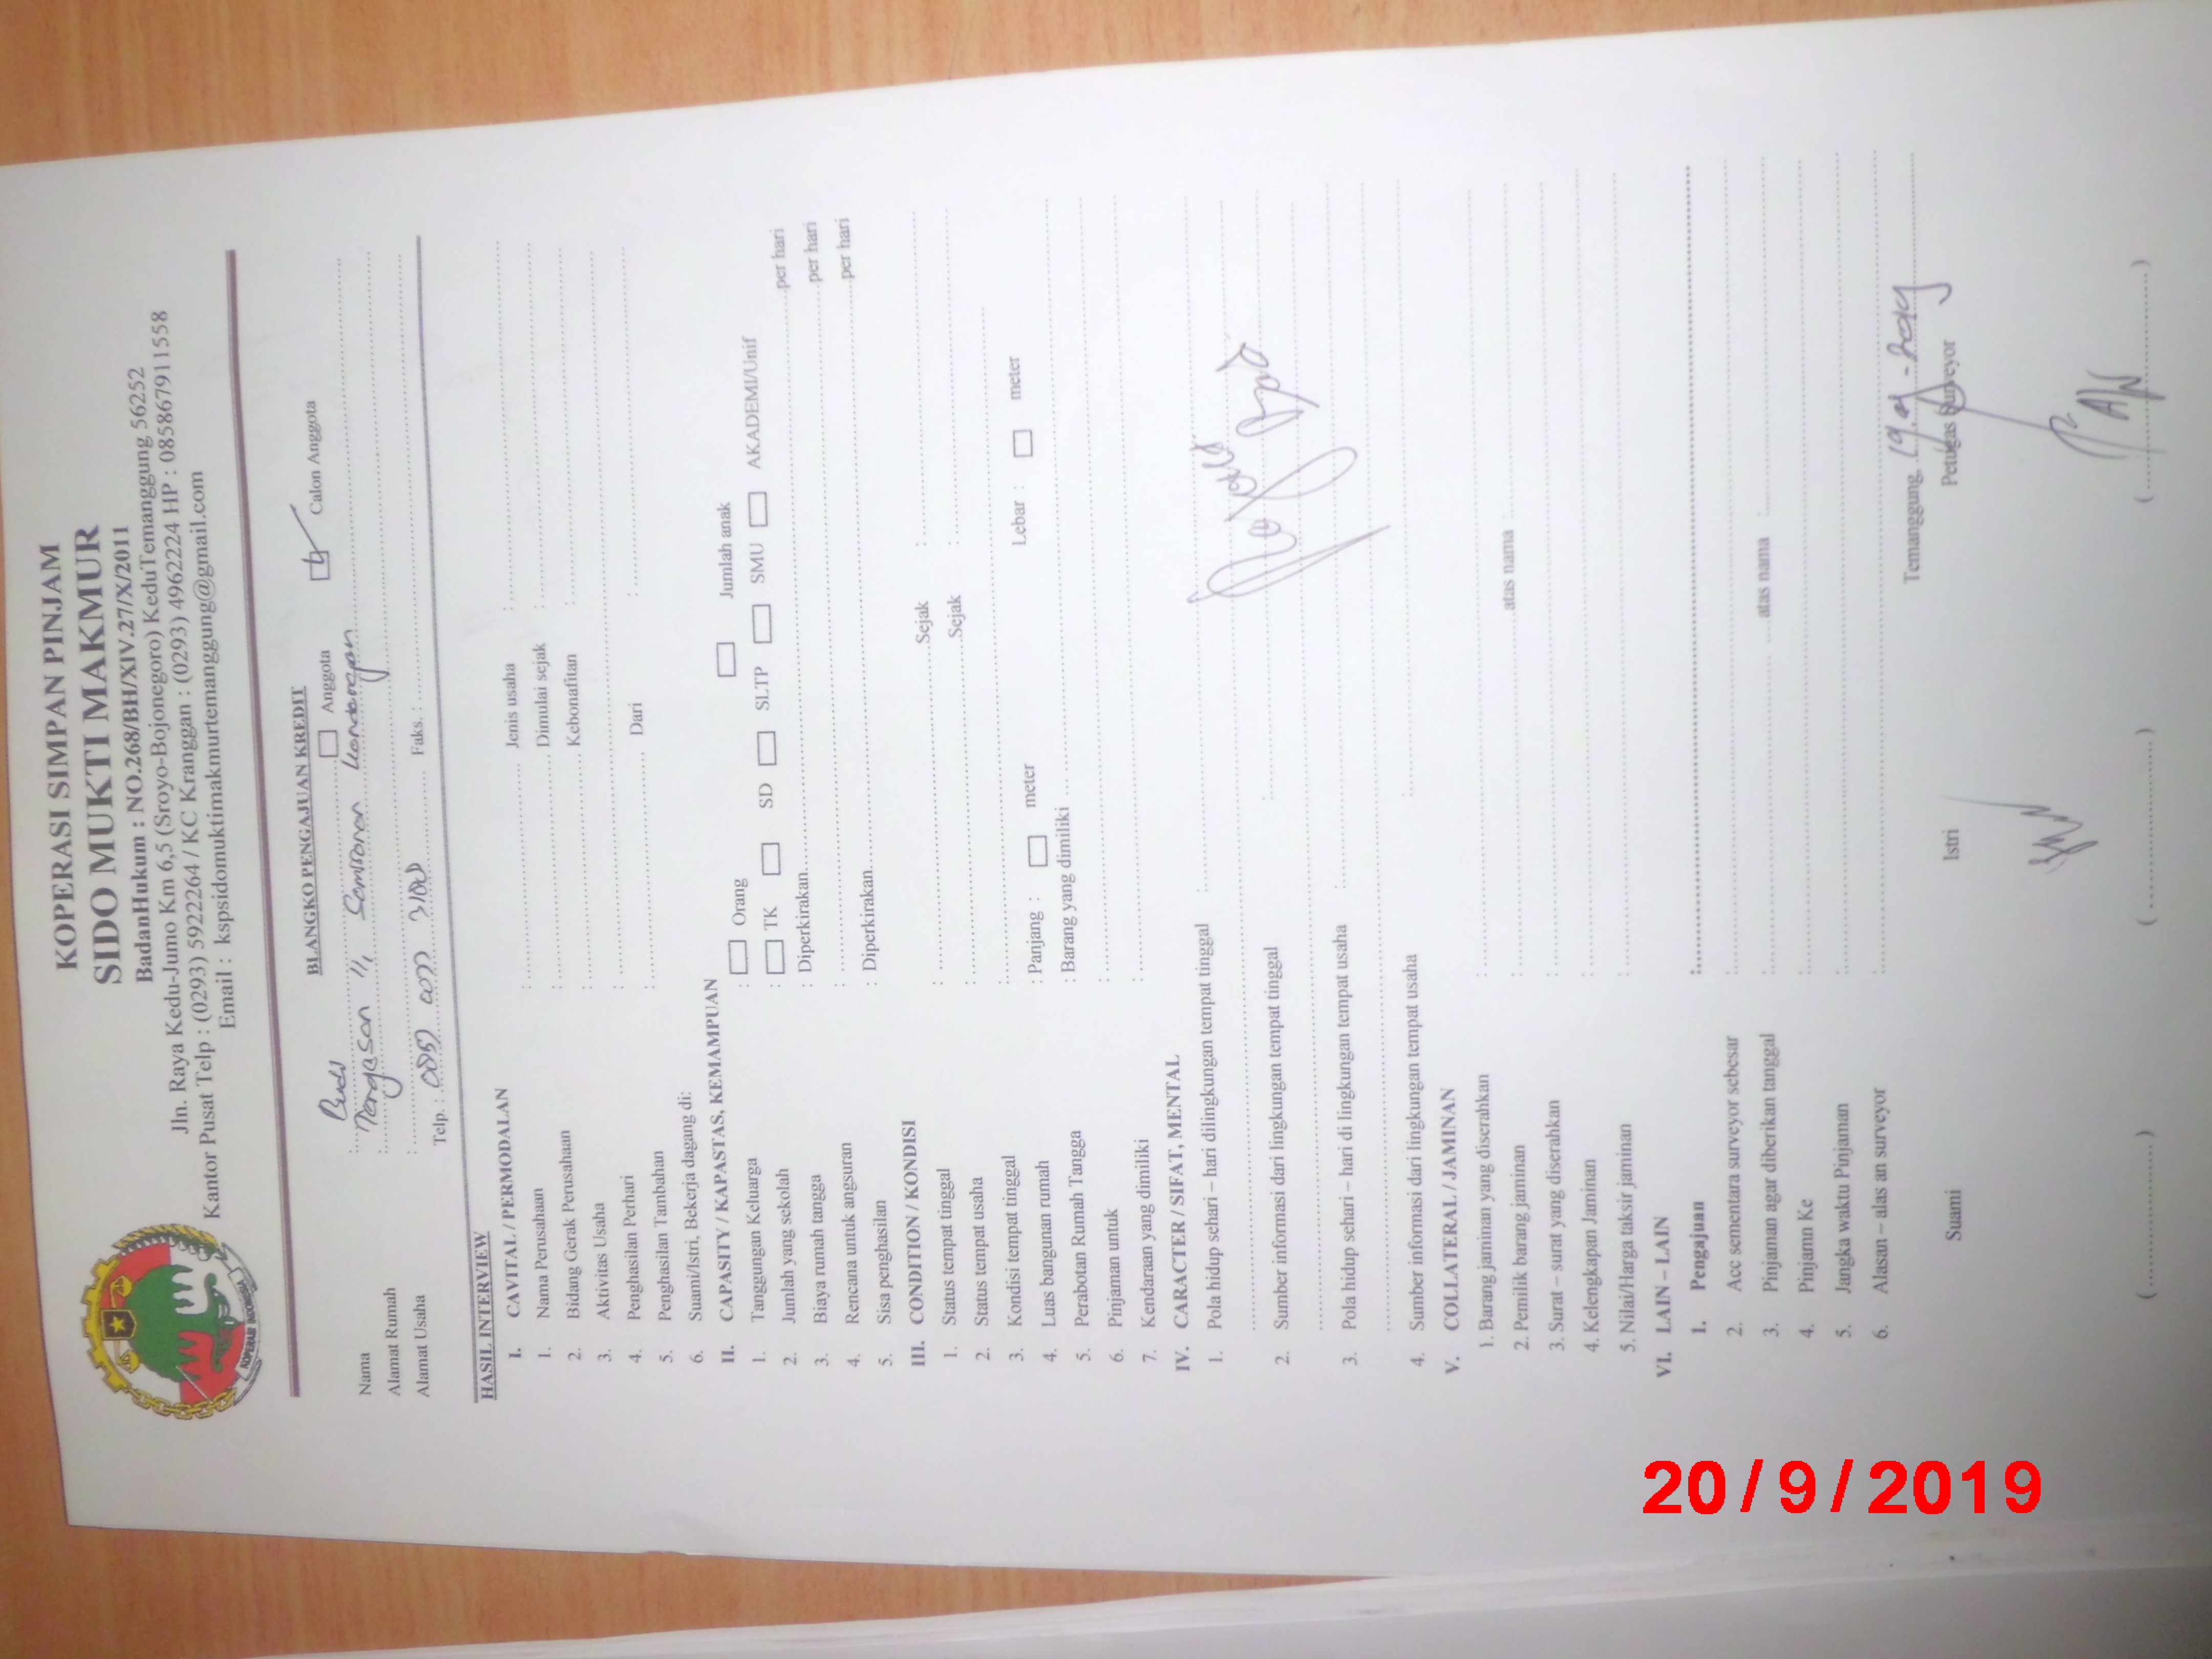 KOPERASI SIMPAN PINJAM
SIDO MUKTI MAKMUR
BadanHukum : NO.268/BH/XIV.27/X/2011
Jln. Raya Kedu-Jumo Km 6,5 (Sroyo-Bojonegoro) KeduTemanggung 56252
Kantor Pusat Telp : (0293) 5922264 / KC Kranggan : (0293) 4962224 HP : 085867911558
Email : kspsidomuktimakmurtemanggung@gmail.com
KOPERASI INDONESIA
BLANGKO PENGAJUAN KREDIT
Nama : Budi Anggota Calon Anggota
Alamat Rumah :
Alamat Usaha :
Telp. : Faks. :
HASIL INTERVIEW
I. CAVITAL / PERMODALAN
1. Nama Perusahaan : Jenis usaha :
2. Bidang Gerak Perusahaan : Dimulai sejak :
3. Aktivitas Usaha : Kebonafitan :
4. Penghasilan Perhari :
5. Penghasilan Tambahan : Dari :
6. Suami/Istri, Bekerja dagang di:
II. CAPASITY / KAPASTAS, KEMAMPUAN
1. Tanggungan Keluarga : Orang Jumlah anak
2. Jumlah yang sekolah : TK SD SLTP SMU AKADEMI/Unif
3. Biaya rumah tangga : Diperkirakan per hari
4. Rencana untuk angsuran : per hari
5. Sisa penghasilan : Diperkirakan per hari
III. CONDITION / KONDISI
1. Status tempat tinggal : Sejak :
2. Status tempat usaha : Sejak :
3. Kondisi tempat tinggal :
4. Luas bangunan rumah : Panjang : meter Lebar : meter
5. Perabotan Rumah Tangga : Barang yang dimiliki
6. Pinjaman untuk :
7. Kendaraan yang dimiliki :
IV. CARACTER / SIFAT, MENTAL
1. Pola hidup sehari – hari dilingkungan tempat tinggal :
2. Sumber informasi dari lingkungan tempat tinggal :
3. Pola hidup sehari – hari di lingkungan tempat usaha :
4. Sumber informasi dari lingkungan tempat usaha :
V. COLLATERAL / JAMINAN
1. Barang jaminan yang diserahkan :
2. Pemilik barang jaminan : atas nama :
3. Surat – surat yang diserahkan :
4. Kelengkapan Jaminan :
5. Nilai/Harga taksir jaminan :
VI. LAIN – LAIN
1. Pengajuan :
2. Acc sementara surveyor sebesar :
3. Pinjaman agar diberikan tanggal : atas nama :
4. Pinjamn Ke :
5. Jangka waktu Pinjaman :
6. Alasan – alas an surveyor :
Temanggung
Suami Istri Petugas Surveyor
( ) ( ) ( )
20/9/2019